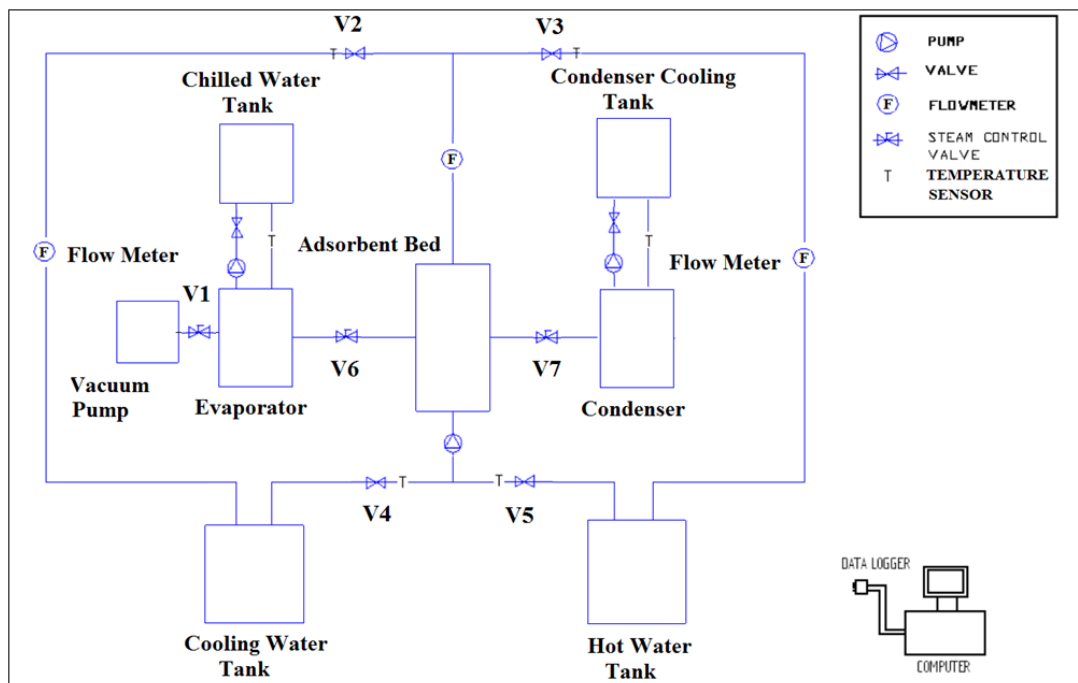 V2
V3
PUMP
VALVE
F
FLOWMETER
STEAM CONTROL
VALVE
T
TEMPERATURE
SENSOR
T
T
Chilled Water
Tank
Condenser Cooling
Tank
F
Adsorbent Bed
T
T
F
Flow Meter
Flow Meter
F
V1
V6
V7
Vacuum
Pump
Evaporator
Condenser
T
T
V4
V5
Cooling Water
Tank
Hot Water
Tank
DATA LOGGER
COMPUTER